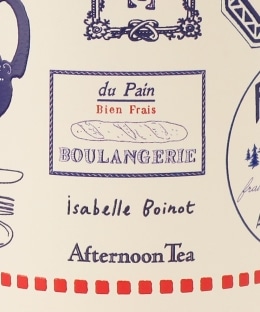 du Pain
Bien Frais
BOULANGERIE
Isabelle Boinot
Afternoon Tea